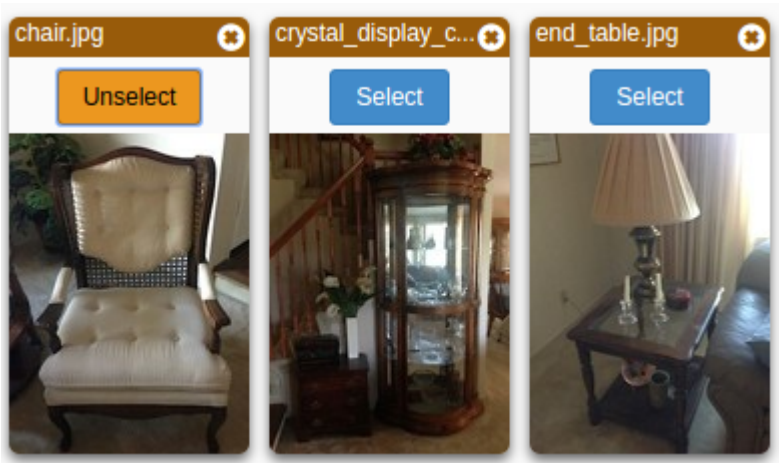 chair.jpg
Unselect
crystal_display_c...
Select
end_table.jpg
Select